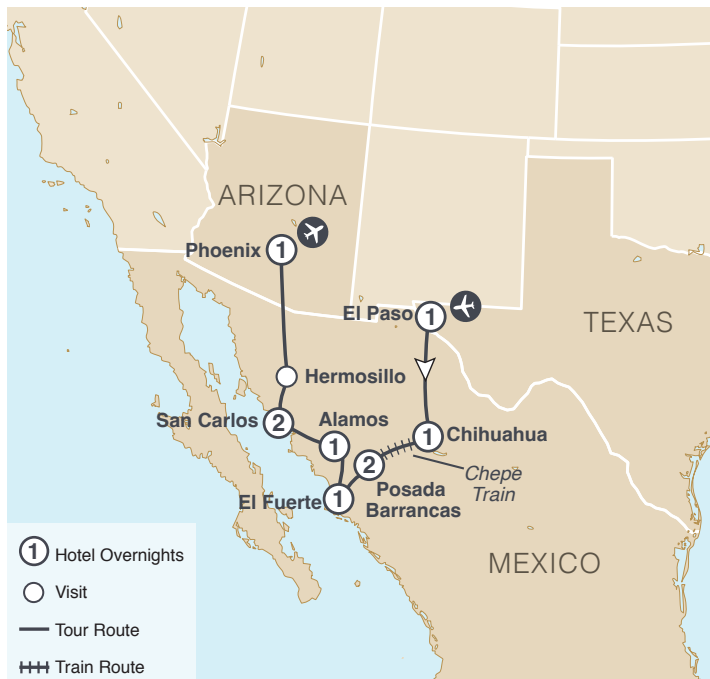 ARIZONA
Phoenix 1
El Paso 1
TEXAS
Hermosillo
San Carlos 2
Alamos
1
1 Chihuahua
2
Chepe
Train
Posada
Barrancas
El Fuerte 1
MEXICO
1 Hotel Overnights
Visit
Tour Route
Train Route